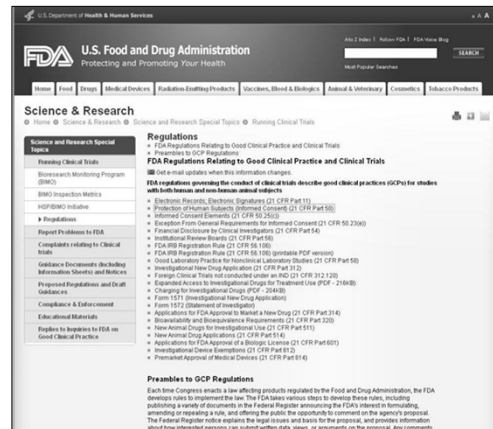 U.S. Department of Health & Human Services
A A A
A to Z Index | Follow FDA | FDA Voice Blog
FDA
U.S. Food and Drug Administration
Protecting and Promoting Your Health
SEARCH
Most Popular Searches
Home Food Drugs Medical Devices Radiation-Emitting Products Vaccines, Blood & Biologics Animal & Veterinary Cosmetics Tobacco Products
Science & Research
Home Science & Research Science and Research Special Topics Running Clinical Trials
Science and Research Special
Topics
Running Clinical Trials
Bioresearch Monitoring Program
(BIMO)
BIMO Inspection Metrics
HSP/BIMO Initiative
Regulations
Report Problems to FDA
Complaints relating to Clinical
trials
Guidance Documents (Including
Information Sheets) and Notices
Proposed Regulations and Draft
Guidances
Compliance & Enforcement
Educational Materials
Replies to Inquiries to FDA on
Good Clinical Practice
Regulations
FDA Regulations Relating to Good Clinical Practice and Clinical Trials
Preambles to GCP Regulations
FDA Regulations Relating to Good Clinical Practice and Clinical Trials
Get e-mail updates when this information changes.
FDA regulations governing the conduct of clinical trials describe good clinical practices (GCPs) for studies
with both human and non-human animal subjects
Electronic Records; Electronic Signatures (21 CFR Part 11)
Protection of Human Subjects (Informed Consent) (21 CFR Part 50)
Informed Consent Elements (21 CFR 50.25(c))
Exception From General Requirements for Informed Consent (21 CFR 50.23(e))
Financial Disclosure by Clinical Investigators (21 CFR Part 54)
Institutional Review Boards (21 CFR Part 56)
FDA IRB Registration Rule (21 CFR 56.106)
FDA IRB Registration Rule (21 CFR 56.106) (printable PDF version)
Good Laboratory Practice for Nonclinical Laboratory Studies (21 CFR Part 58)
Investigational New Drug Application (21 CFR Part 312)
Foreign Clinical Trials not conducted under an IND (21 CFR 312.120)
Expanded Access to Investigational Drugs for Treatment Use (PDF - 216KB)
Charging for Investigational Drugs (PDF - 204KB)
Form 1571 (Investigational New Drug Application)
Form 1572 (Statement of Investigator)
Applications for FDA Approval to Market a New Drug (21 CFR Part 314)
Bioavailability and Bioequivalence Requirements (21 CFR Part 320)
New Animal Drugs for Investigational Use (21 CFR Part 511)
New Animal Drug Applications (21 CFR Part 514)
Applications for FDA Approval of a Biologic License (21 CFR Part 601)
Investigational Device Exemptions (21 CFR Part 812)
Premarket Approval of Medical Devices (21 CFR Part 814)
Preambles to GCP Regulations
Each time Congress enacts a law affecting products regulated by the Food and Drug Administration, the FDA
develops rules to implement the law. The FDA takes various steps to develop these rules, including
publishing a variety of documents in the Federal Register announcing the FDA's interest in formulating,
amending or repealing a rule, and offering the public the opportunity to comment on the agency's proposal.
The Federal Register notice explains the legal issues and basis for the proposal, and provides information
about how interested persons can submit written data, views, or arguments on the proposal. Any comments